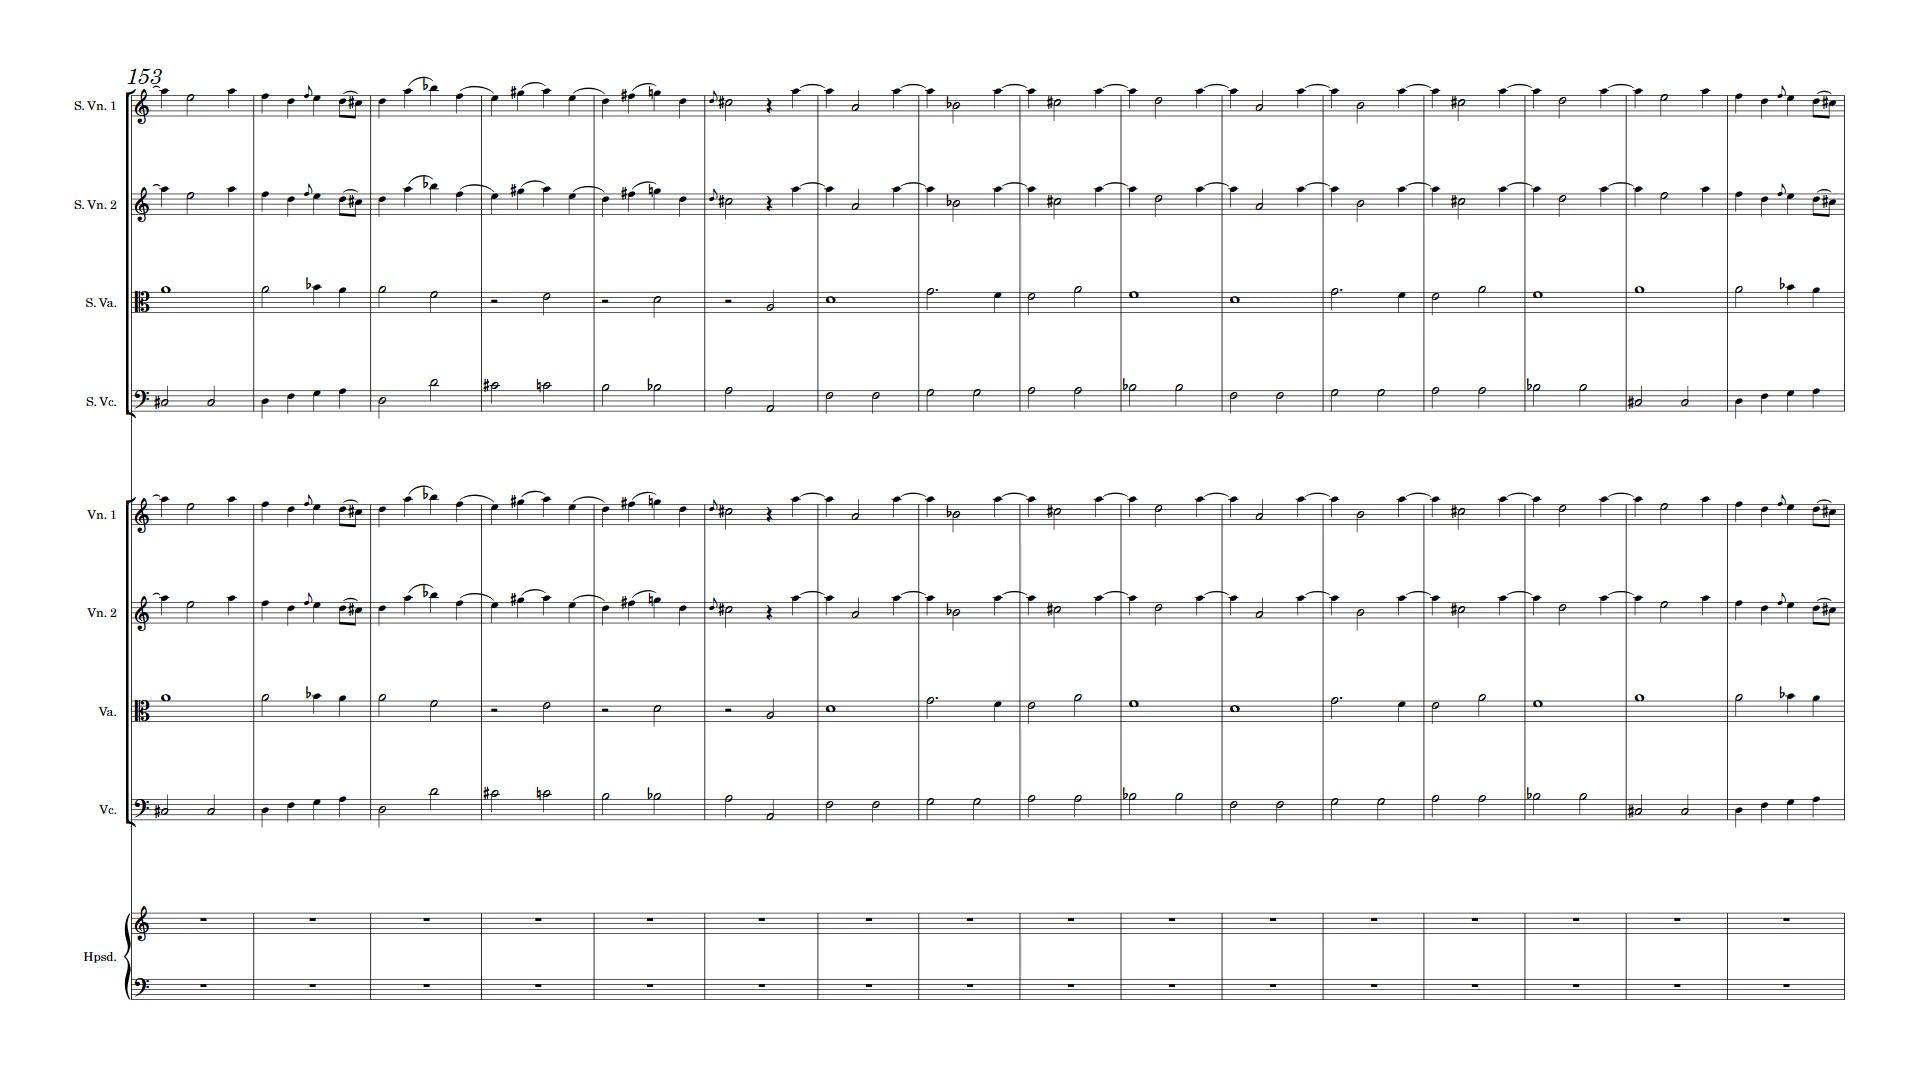 153
S. Vn. 1
S. Vn. 2
S. Va.
S. Vc.
Vn. 1
Vn. 2
Va.
Vc.
Hpsd.